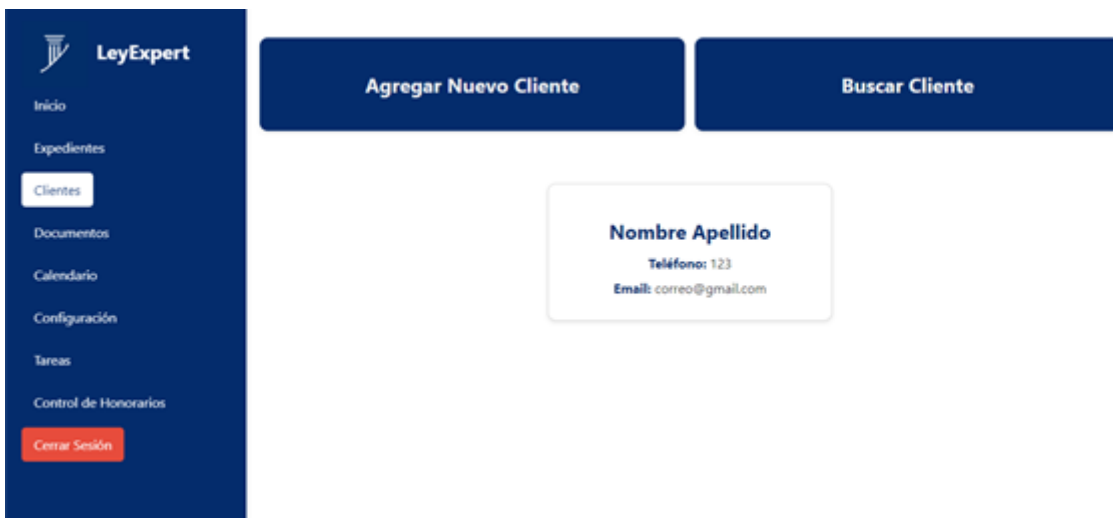 LeyExpert
Inicio
Expedientes
Clientes
Documentos
Calendario
Configuración
Tareas
Control de Honorarios
Cerrar Sesión
Agregar Nuevo Cliente
Buscar Cliente
Nombre Apellido
Teléfono: 123
Email: correo@gmail.com